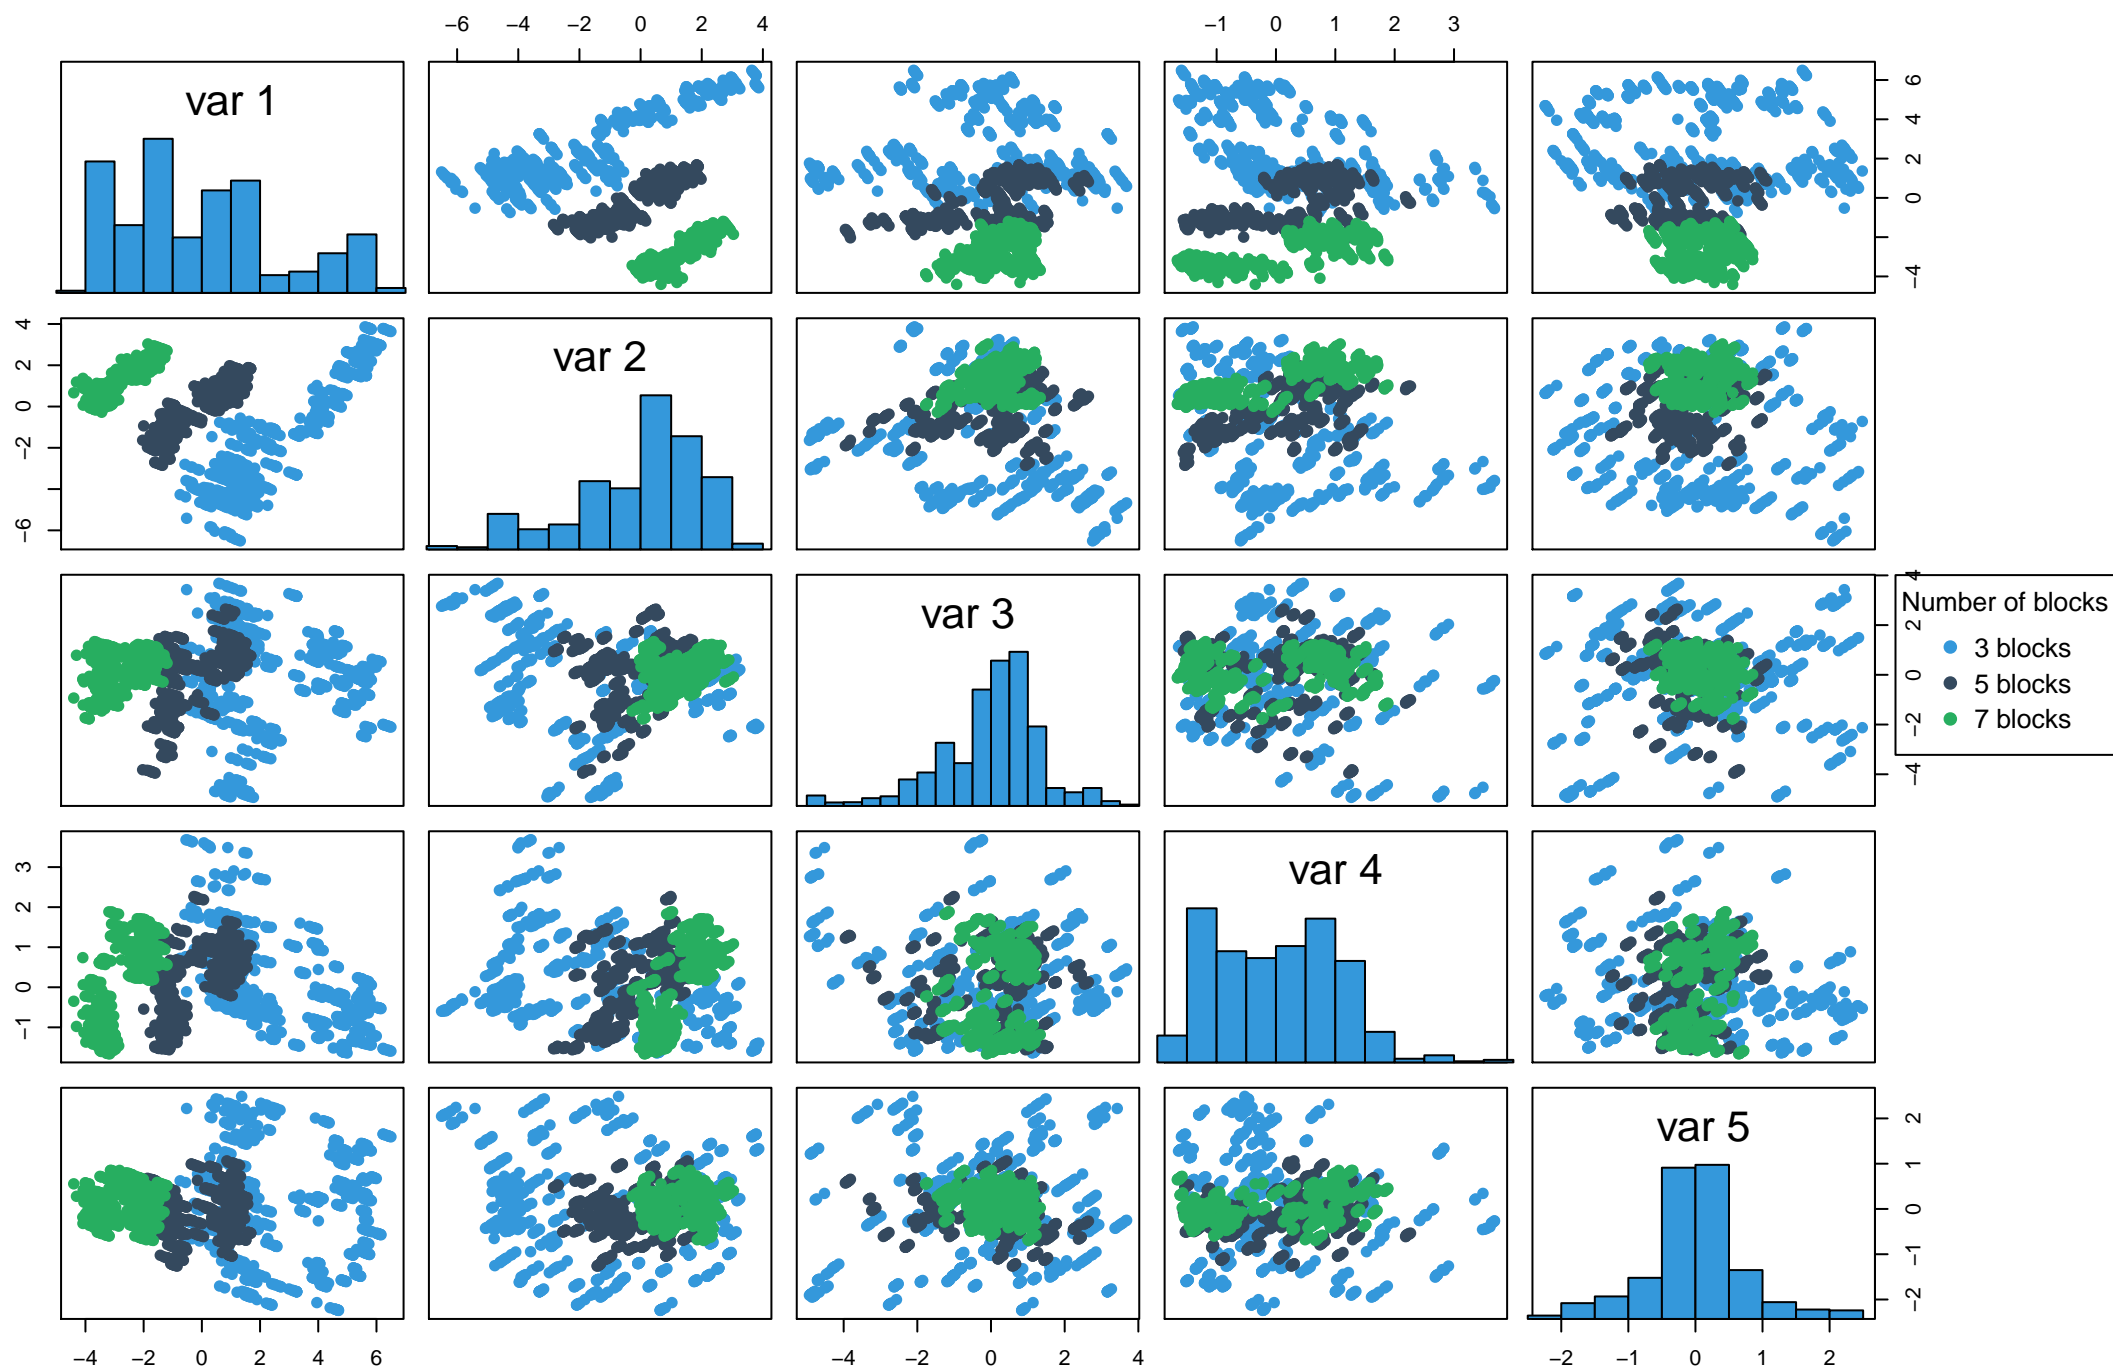 −6 −4 −2 0 2 4
−1 0 1 2 3
var 1
−4 0 2 4 6
−6 −2 0 2 4
var 2
var 3
−4 −2 0 2 4
Number of blocks
3 blocks
5 blocks
7 blocks
−1 0 1 2 3
var 4
var 5
−2 −1 0 1 2
−4 −2 0 2 4 6
−4 −2 0 2 4
−2 −1 0 1 2